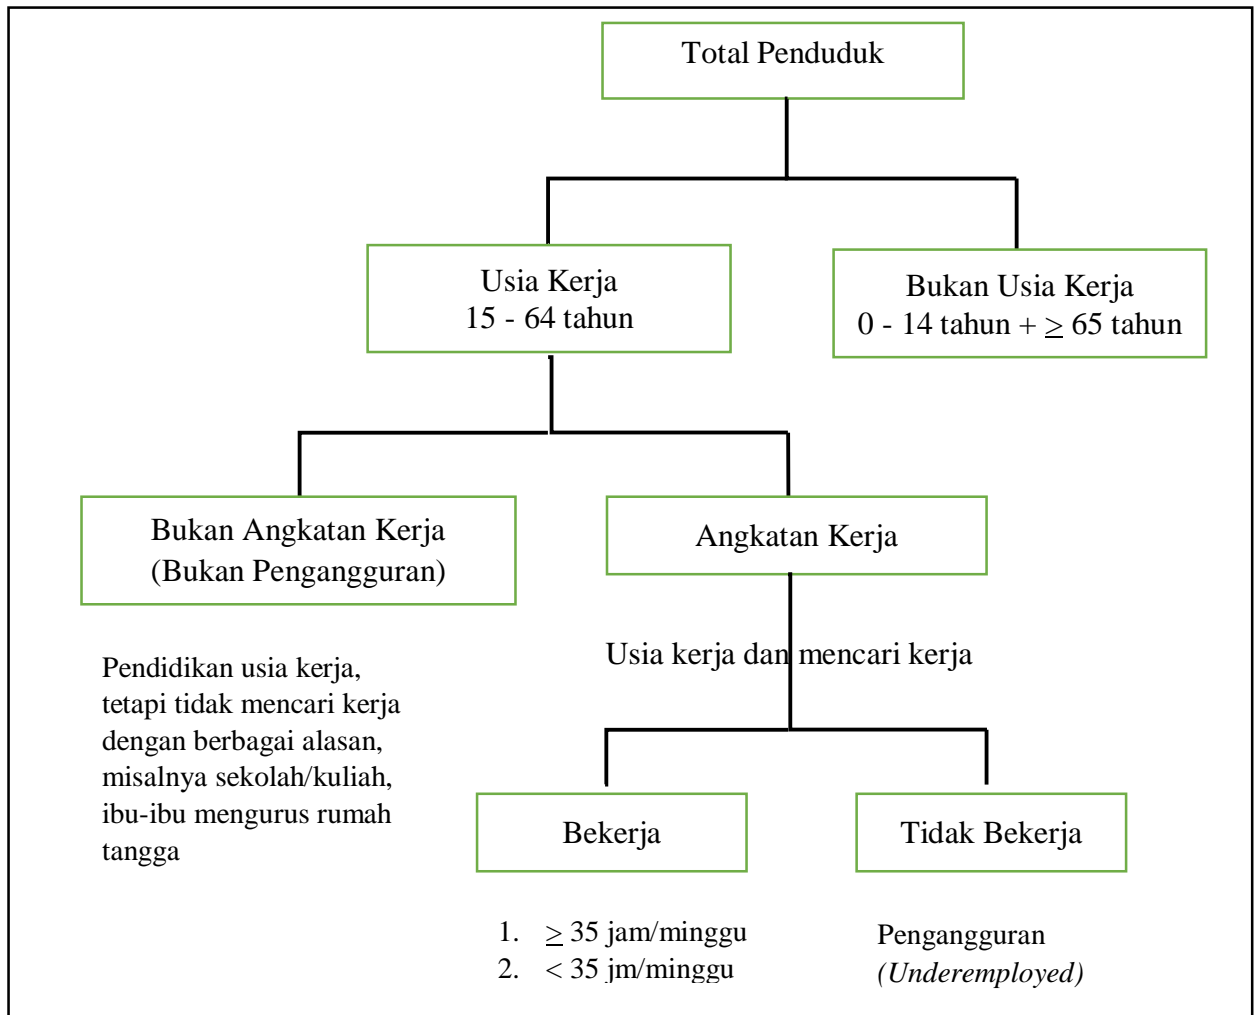 Total Penduduk
Usia Kerja
15 - 64 tahun
Bukan Usia Kerja
0 - 14 tahun + ≥ 65 tahun
Bukan Angkatan Kerja
(Bukan Pengangguran)
Angkatan Kerja
Usia kerja dan mencari kerja
Pendidikan usia kerja,
tetapi tidak mencari kerja
dengan berbagai alasan,
misalnya sekolah/kuliah,
ibu-ibu mengurus rumah
tangga
Bekerja
Tidak Bekerja
1. ≥ 35 jam/minggu
2. < 35 jm/minggu
Pengangguran
(Underemployed)